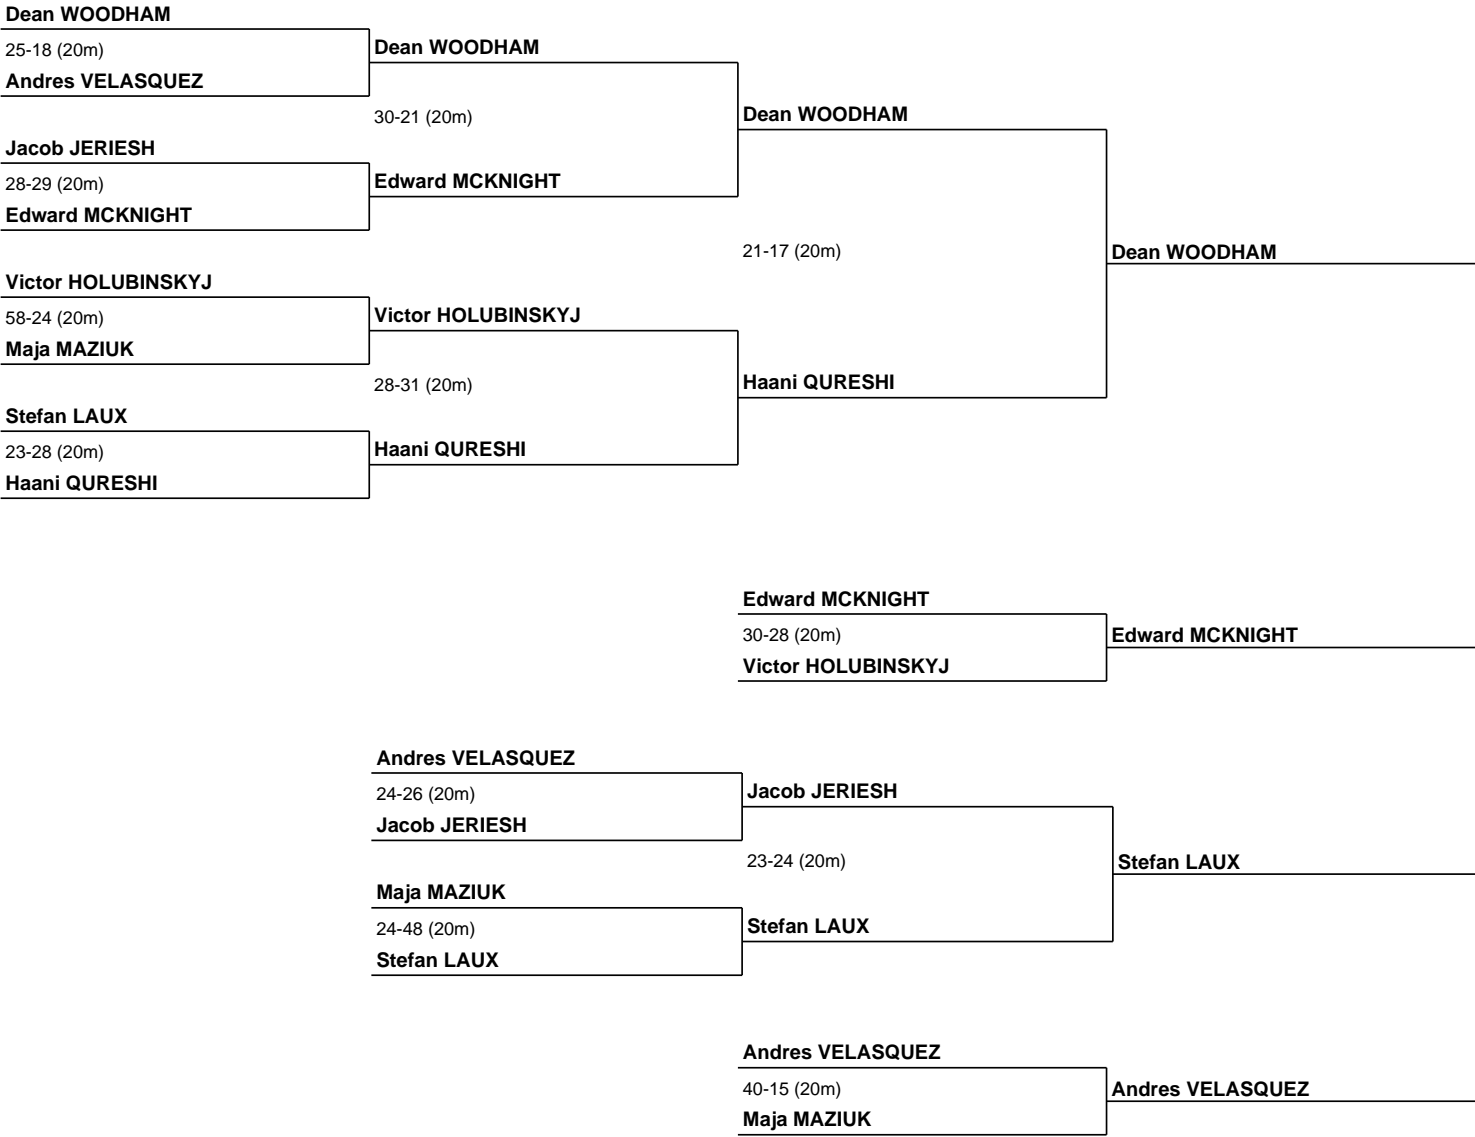 Dean WOODHAM
25-18 (20m)
Dean WOODHAM
Andres VELASQUEZ
30-21 (20m)
Dean WOODHAM
Jacob JERIESH
28-29 (20m)
Edward MCKNIGHT
Edward MCKNIGHT
21-17 (20m)
Dean WOODHAM
Victor HOLUBINSKYJ
58-24 (20m)
Victor HOLUBINSKYJ
Maja MAZIUK
28-31 (20m)
Haani QURESHI
Stefan LAUX
23-28 (20m)
Haani QURESHI
Haani QURESHI
Edward MCKNIGHT
30-28 (20m)
Edward MCKNIGHT
Victor HOLUBINSKYJ
Andres VELASQUEZ
24-26 (20m)
Jacob JERIESH
Jacob JERIESH
23-24 (20m)
Stefan LAUX
Maja MAZIUK
24-48 (20m)
Stefan LAUX
Stefan LAUX
Andres VELASQUEZ
40-15 (20m)
Andres VELASQUEZ
Maja MAZIUK